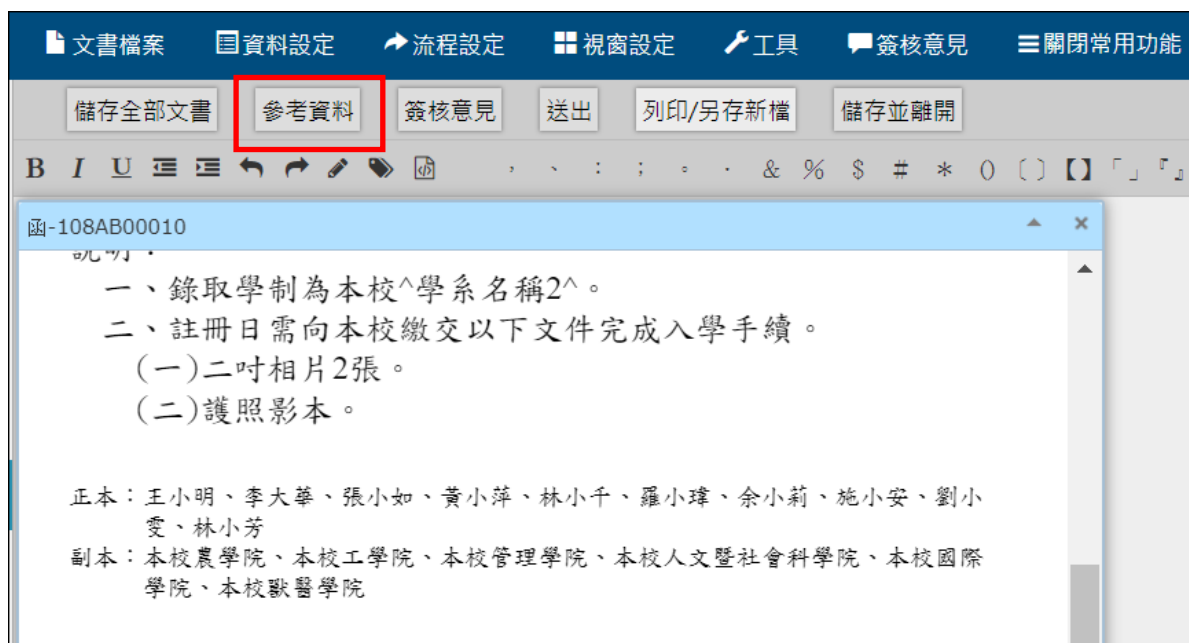 文書檔案 資料設定 流程設定 視窗設定 工具 簽核意見 關閉常用功能
儲存全部文書 參考資料 簽核意見 送出 列印/另存新檔 儲存並離開
B I U , 、 : ; 。 . & % $ # * () 〔〕 【】 「」 『』
函-108AB00010
說明：
一、錄取學制為本校^學系名稱2^。
二、註冊日需向本校繳交以下文件完成入學手續。
(一)二吋相片2張。
(二)護照影本。
正本：王小明、李大華、張小如、黃小萍、林小千、羅小瑋、余小莉、施小安、劉小
雯、林小芳
副本：本校農學院、本校工學院、本校管理學院、本校人文暨社會科學院、本校國際
學院、本校獸醫學院